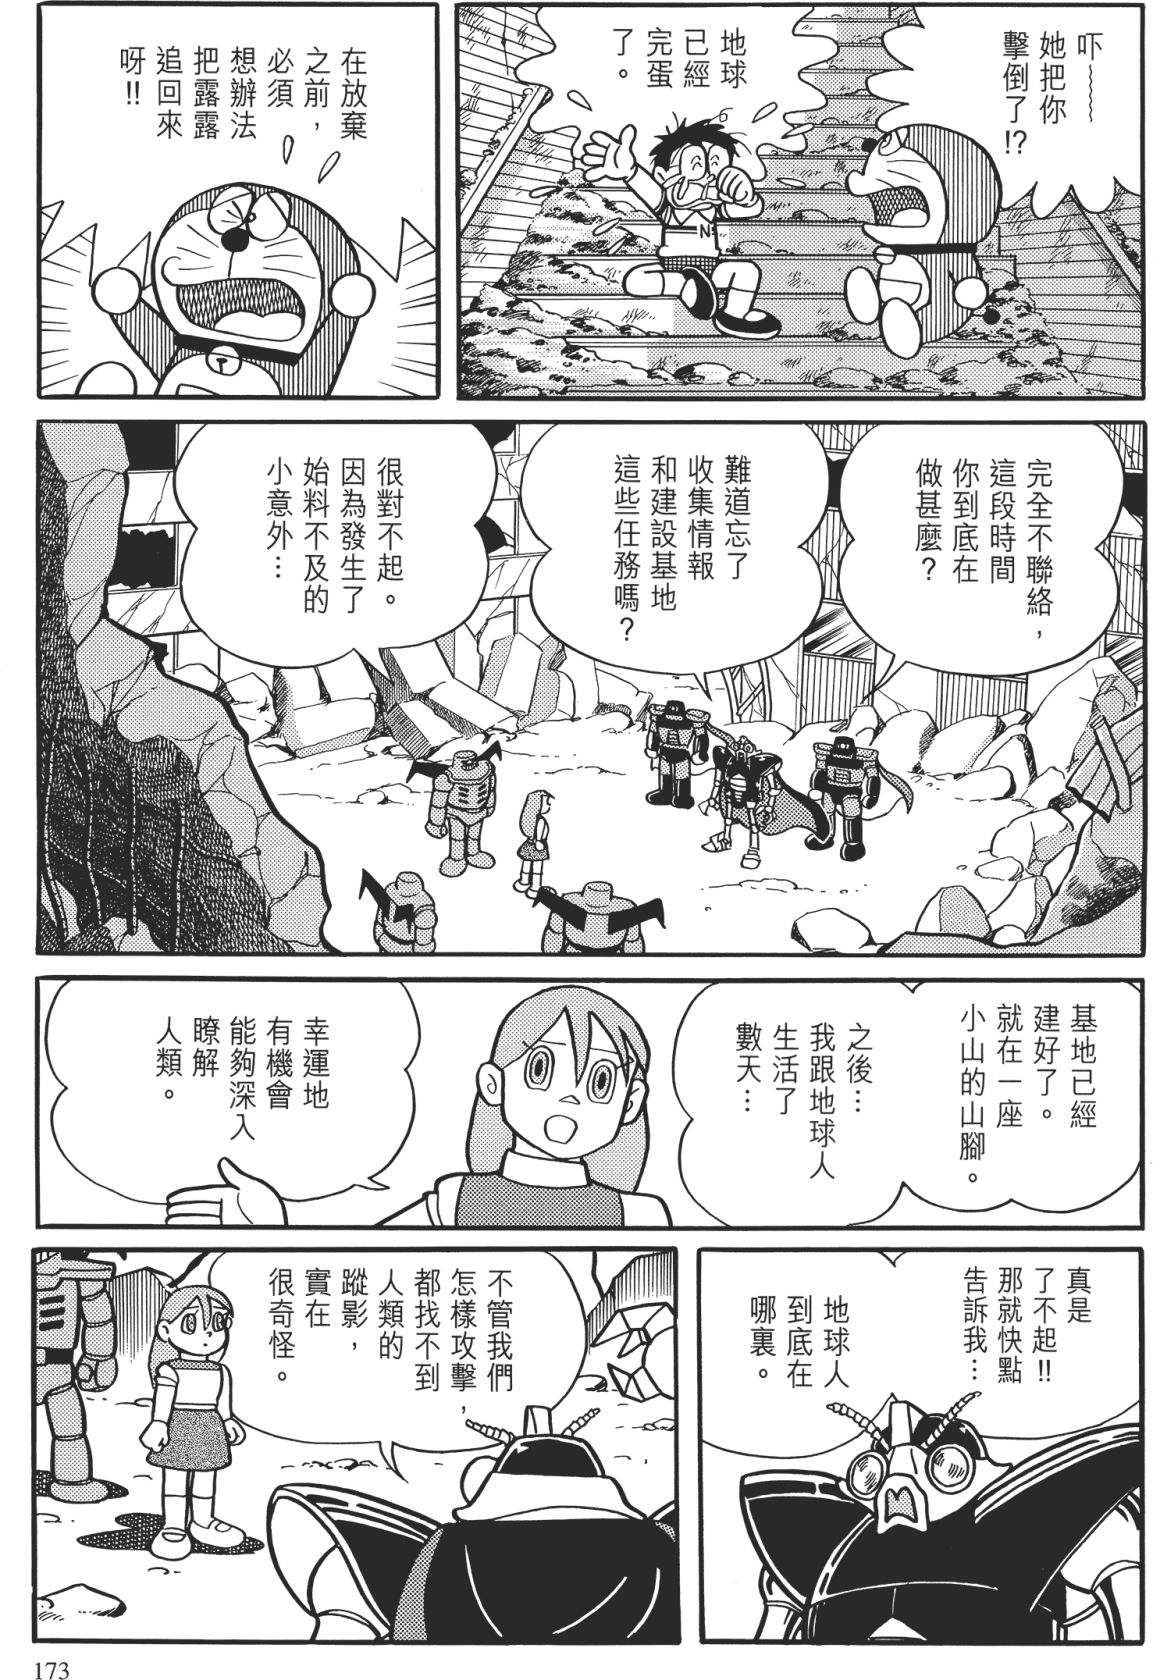 吓～～
她把你
擊倒了!?
地球
已經
完蛋
了。
在放棄
之前，
必須
想辦法
把露露
追回來
呀!!
完全不聯絡，
這段時間
你到底在
做甚麼？
難道忘了
收集情報
和建設基地
這些任務嗎？
很對不起。
因為發生了
始料不及的
小意外…
基地已經
建好了。
就在一座
小山的山腳。
之後…
我跟地球人
生活了
數天…
幸運地
有機會
能夠深入
瞭解
人類。
真是
了不起!!
那就快點
告訴我…
地球人
到底在
哪裏。
不管我們
怎樣攻擊，
都找不到
人類的
蹤影，
實在
很奇怪。
N
173